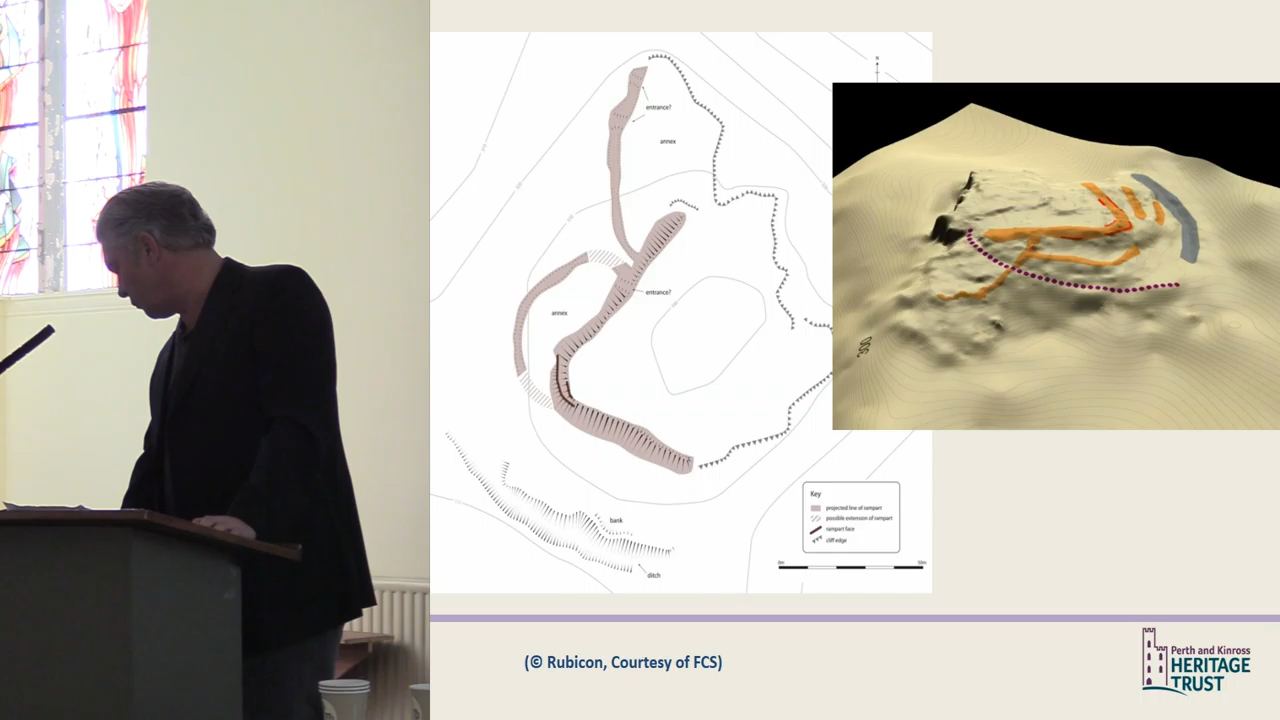 N
entrance?
annex
entrance?
annex
bank
ditch
Key
projected line of rampart
possible extension of rampart
rampart face
cliff edge
0m
(© Rubicon, Courtesy of FCS)
Perth and Kinross
HERITAGE
TRUST